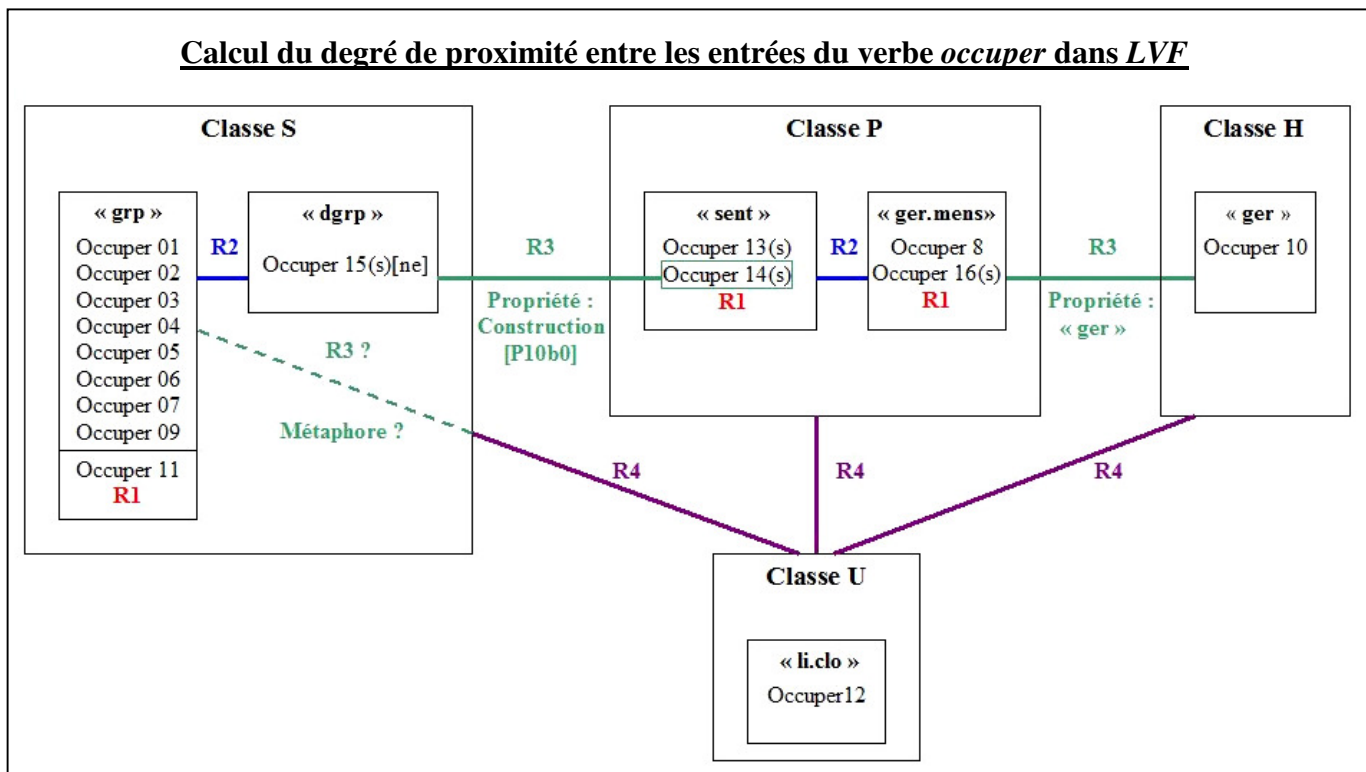 Calcul du degré de proximité entre les entrées du verbe occuper dans LVF
Classe S
« grp »
Occuper 01
Occuper 02
Occuper 03
Occuper 04
Occuper 05
Occuper 06
Occuper 07
Occuper 09
Occuper 11
R1
R2
« dgrp »
Occuper 15(s)[ne]
R3
Propriété :
Construction
[P10b0]
Classe P
« sent »
Occuper 13(s)
Occuper 14(s)
R1
R2
« ger.mens»
Occuper 8
Occuper 16(s)
R1
R3
Propriété :
« ger »
Classe H
« ger »
Occuper 10
R3 ?
Métaphore ?
R4
R4
R4
Classe U
« li.clo »
Occuper12